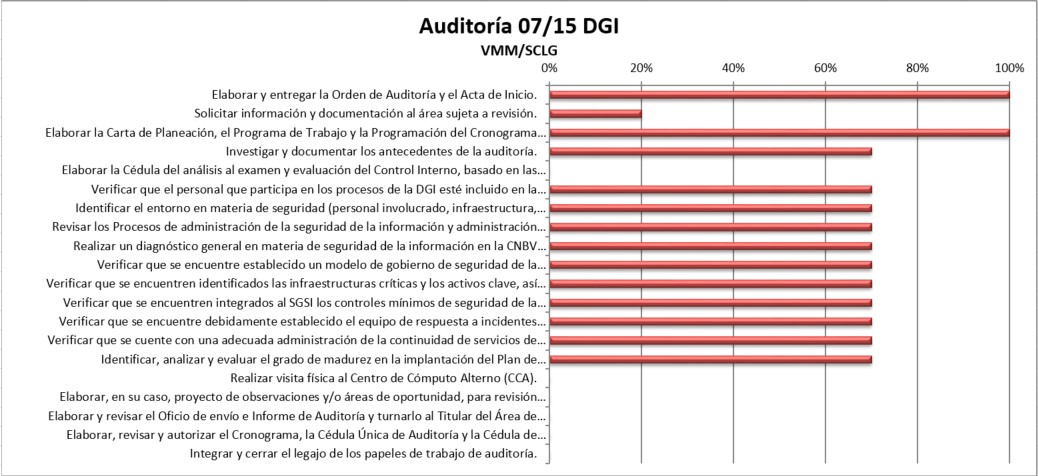 Auditoría 07/15 DGI
VMM/SCLG
0% 20% 40% 60% 80% 100%
Elaborar y entregar la Orden de Auditoría y el Acta de Inicio.
Solicitar información y documentación al área sujeta a revisión.
Elaborar la Carta de Planeación, el Programa de Trabajo y la Programación del Cronograma...
Investigar y documentar los antecedentes de la auditoría.
Elaborar la Cédula del análisis al examen y evaluación del Control Interno, basado en las...
Verificar que el personal que participa en los procesos de la DGI esté incluido en la...
Identificar el entorno en materia de seguridad (personal involucrado, infraestructura,...
Revisar los Procesos de administración de la seguridad de la información y administración...
Realizar un diagnóstico general en materia de seguridad de la información en la CNBV...
Verificar que se encuentre establecido un modelo de gobierno de seguridad de la...
Verificar que se encuentren identificados las infraestructuras críticas y los activos clave, así...
Verificar que se encuentren integrados al SGSI los controles mínimos de seguridad de la...
Verificar que se encuentre debidamente establecido el equipo de respuesta a incidentes...
Verificar que se cuente con una adecuada administración de la continuidad de servicios de...
Identificar, analizar y evaluar el grado de madurez en la implantación del Plan de...
Realizar visita física al Centro de Cómputo Alterno (CCA).
Elaborar, en su caso, proyecto de observaciones y/o áreas de oportunidad, para revisión...
Elaborar y revisar el Oficio de envío e Informe de Auditoría y turnarlo al Titular del Área de...
Elaborar, revisar y autorizar el Cronograma, la Cédula Única de Auditoría y la Cédula de...
Integrar y cerrar el legajo de los papeles de trabajo de auditoría.